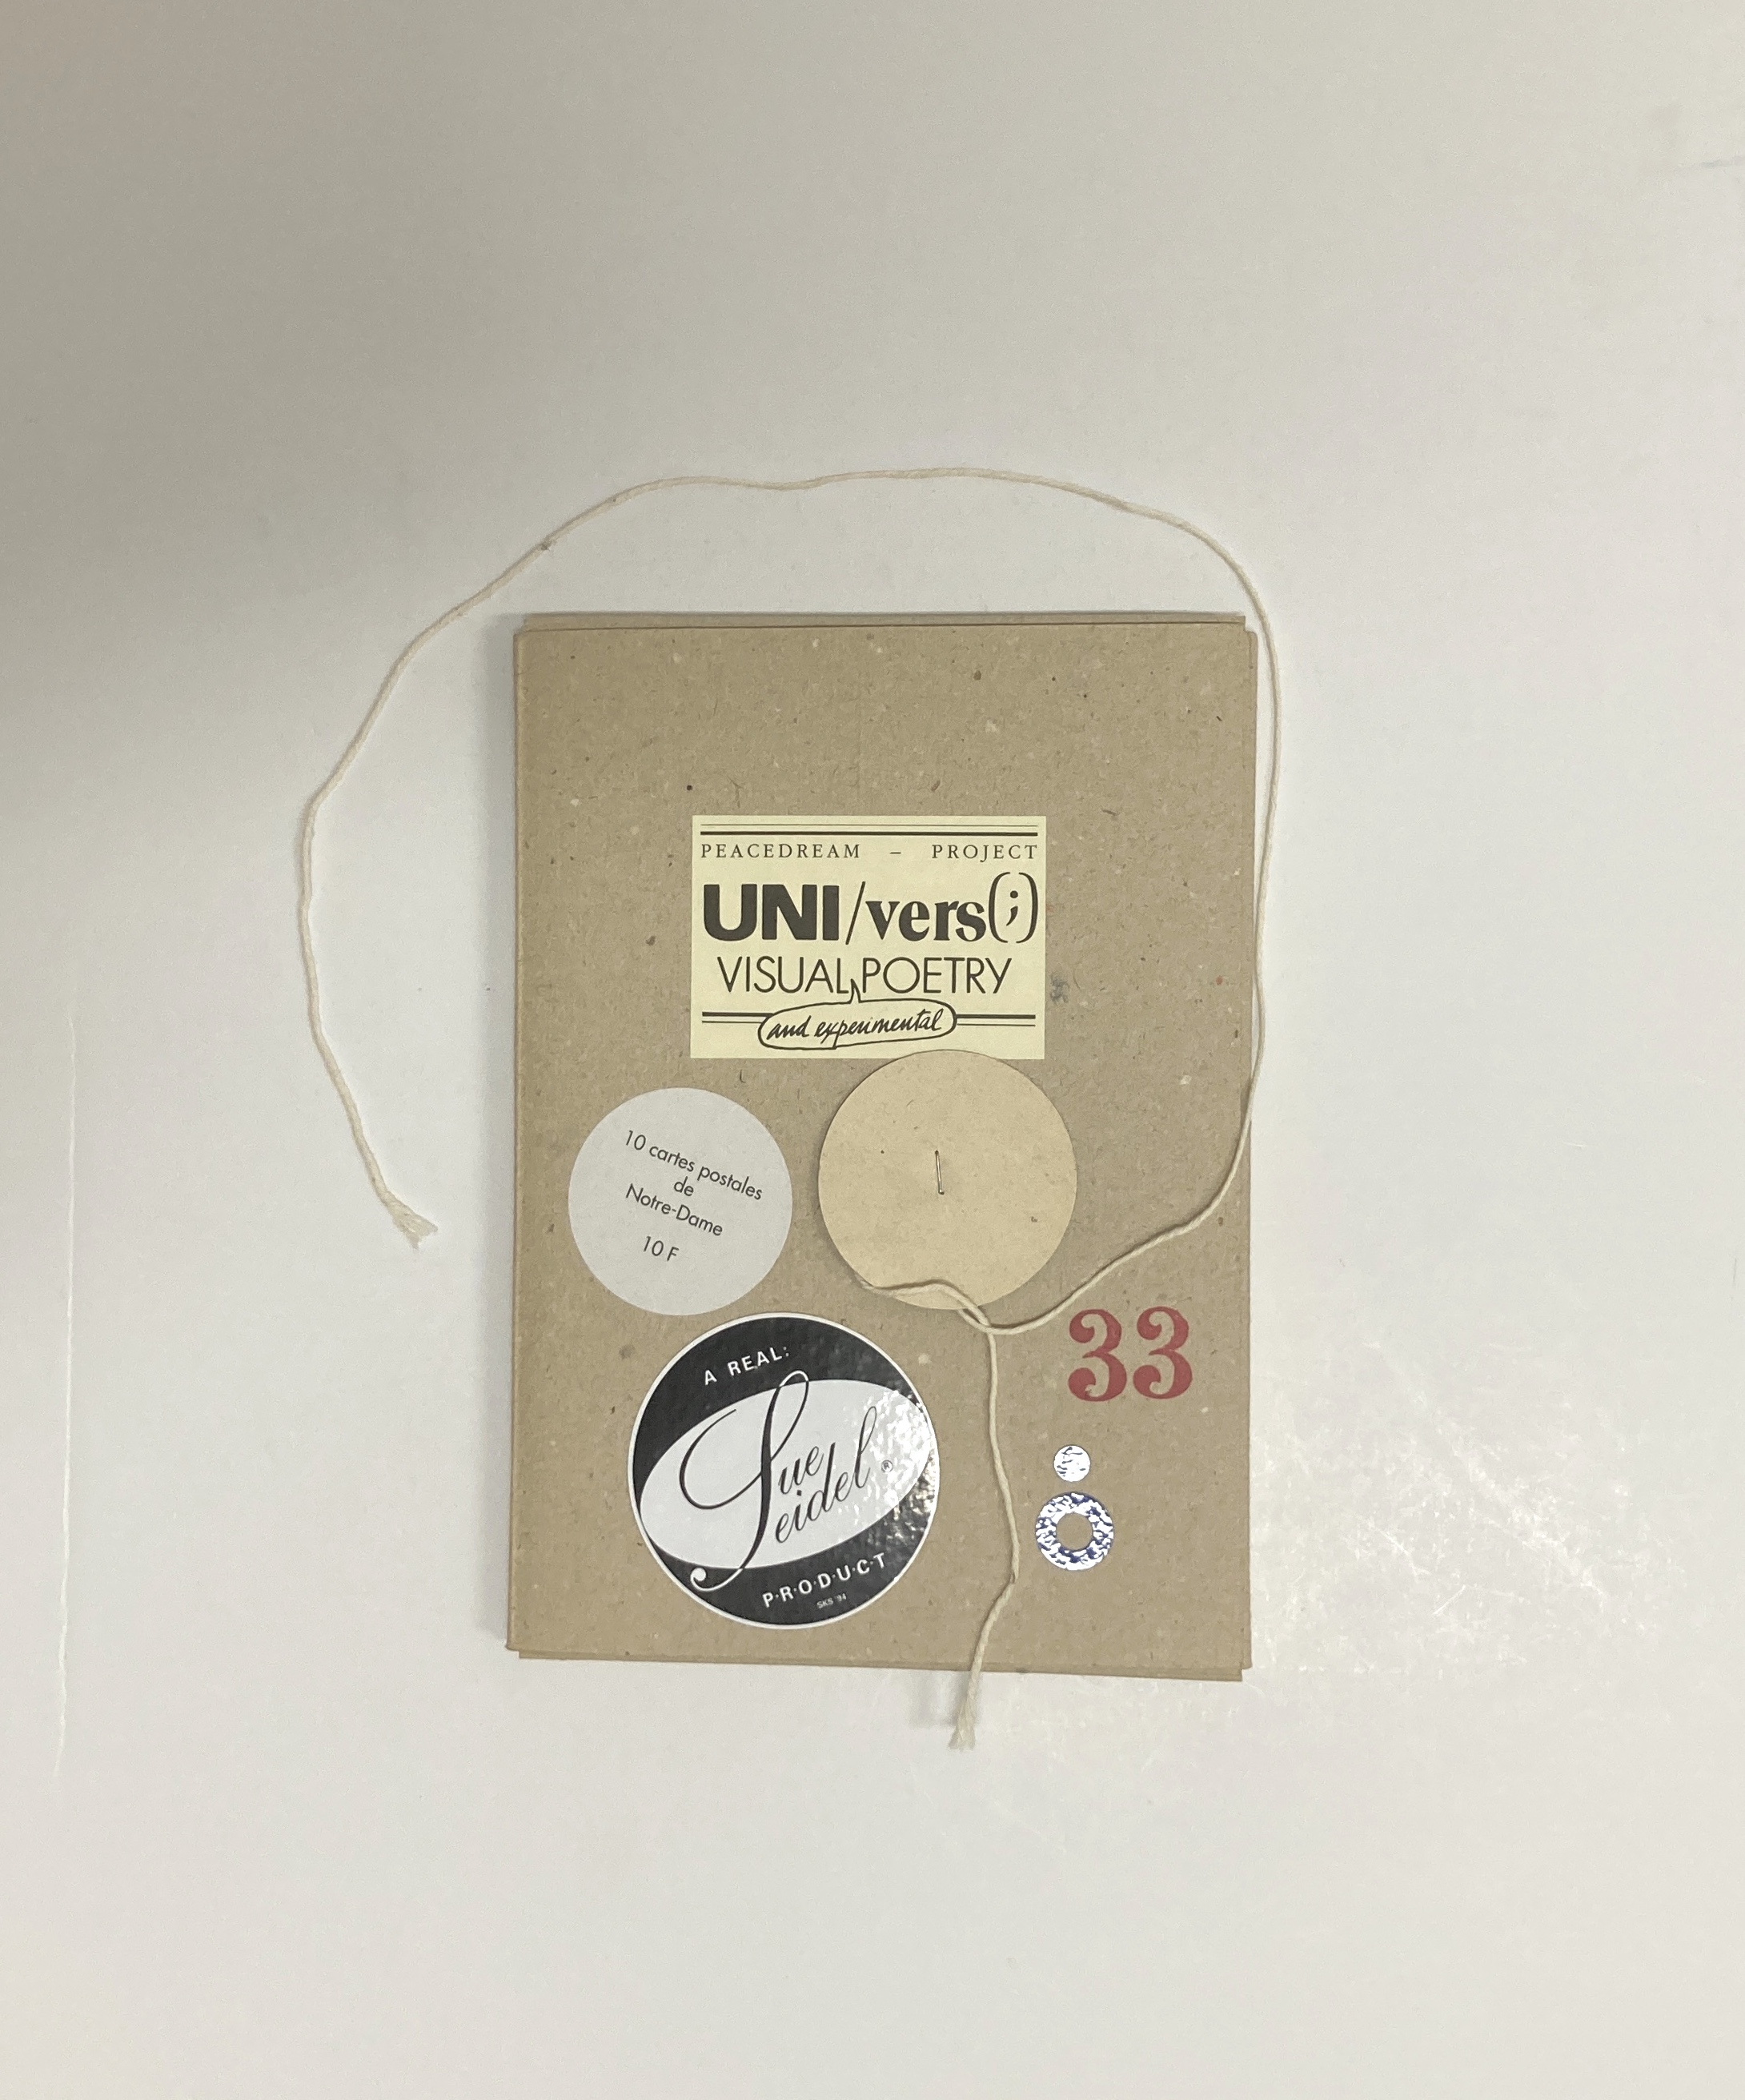 PEACEDREAM – PROJECT
UNI/vers(;)
VISUAL POETRY
and experimental
10 cartes postales
de
Notre-Dame
10 F
33
A REAL:
Sue
Seidel ®
P·R·O·D·U·C·T
SKS '94